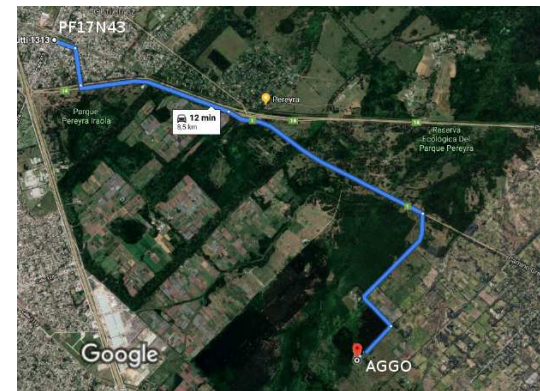 PF17N43
utti 1313
14
Parque
Pereyra Iraola
12 min
8,5 km
Pereyra
14
14
Reserva
Ecológica Del
Parque Pereyra
Google
AGGO